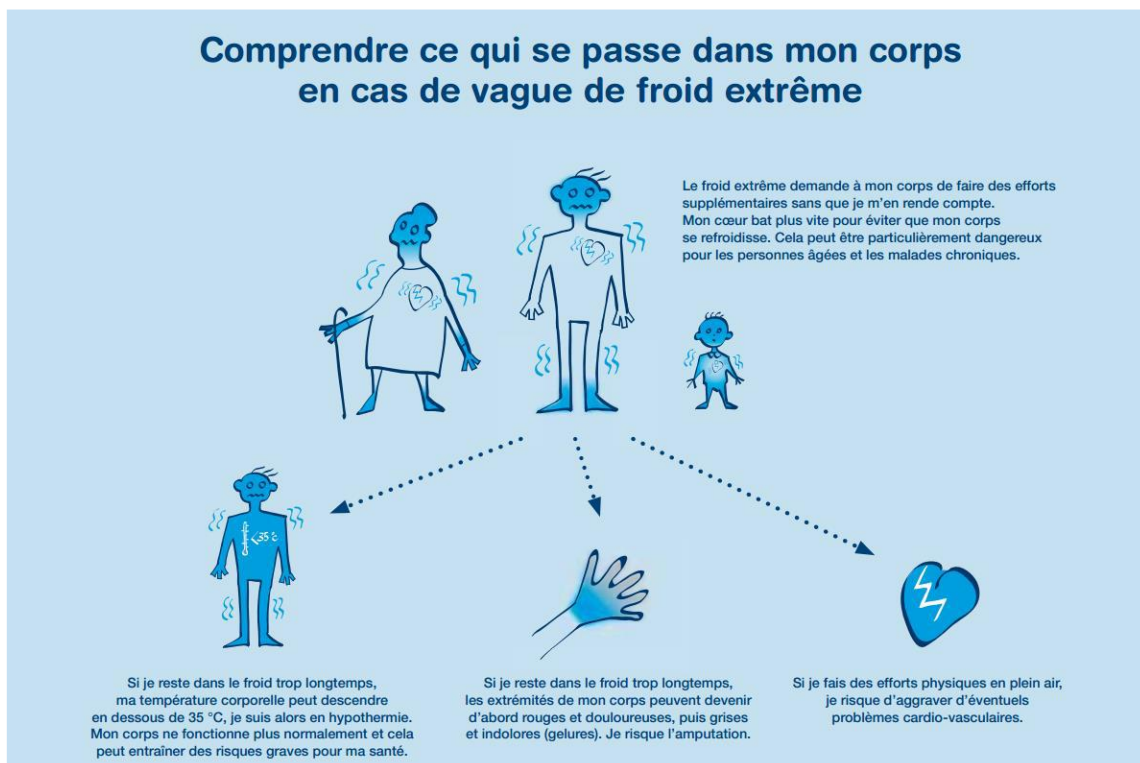 Comprendre ce qui se passe dans mon corps
en cas de vague de froid extrême
Le froid extrême demande à mon corps de faire des efforts
supplémentaires sans que je m’en rende compte.
Mon cœur bat plus vite pour éviter que mon corps
se refroidisse. Cela peut être particulièrement dangereux
pour les personnes âgées et les malades chroniques.
<35 °C
Si je reste dans le froid trop longtemps,
ma température corporelle peut descendre
en dessous de 35 °C, je suis alors en hypothermie.
Mon corps ne fonctionne plus normalement et cela
peut entraîner des risques graves pour ma santé.
Si je reste dans le froid trop longtemps,
les extrémités de mon corps peuvent devenir
d’abord rouges et douloureuses, puis grises
et indolores (gelures). Je risque l’amputation.
Si je fais des efforts physiques en plein air,
je risque d’aggraver d’éventuels
problèmes cardio-vasculaires.